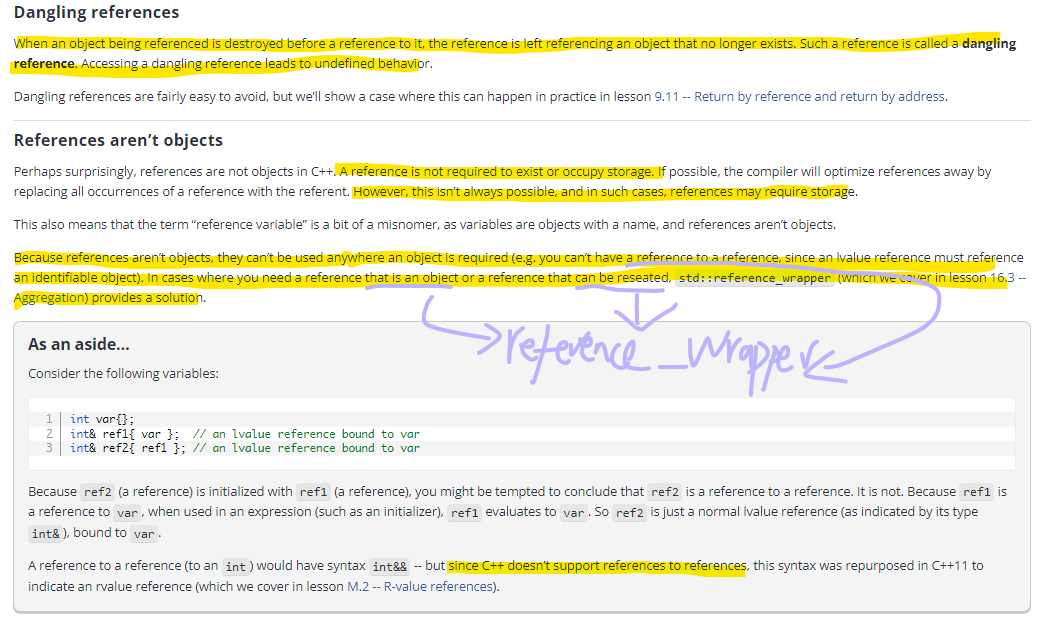 Dangling references
When an object being referenced is destroyed before a reference to it, the reference is left referencing an object that no longer exists. Such a reference is called a dangling
reference. Accessing a dangling reference leads to undefined behavior.
Dangling references are fairly easy to avoid, but we’ll show a case where this can happen in practice in lesson 9.11 -- Return by reference and return by address.
References aren’t objects
Perhaps surprisingly, references are not objects in C++. A reference is not required to exist or occupy storage. If possible, the compiler will optimize references away by
replacing all occurrences of a reference with the referent. However, this isn’t always possible, and in such cases, references may require storage.
This also means that the term “reference variable” is a bit of a misnomer, as variables are objects with a name, and references aren’t objects.
Because references aren’t objects, they can’t be used anywhere an object is required (e.g. you can’t have a reference to a reference, since an lvalue reference must reference
an identifiable object). In cases where you need a reference that is an object or a reference that can be reseated, std::reference_wrapper (which we cover in lesson 16.3 --
Aggregation) provides a solution.
reference_wrapper
As an aside…
Consider the following variables:
1 int var{};
2 int& ref1{ var }; // an lvalue reference bound to var
3 int& ref2{ ref1 }; // an lvalue reference bound to var
Because ref2 (a reference) is initialized with ref1 (a reference), you might be tempted to conclude that ref2 is a reference to a reference. It is not. Because ref1 is
a reference to var, when used in an expression (such as an initializer), ref1 evaluates to var. So ref2 is just a normal lvalue reference (as indicated by its type
int&), bound to var.
A reference to a reference (to an int) would have syntax int&& -- but since C++ doesn’t support references to references, this syntax was repurposed in C++11 to
indicate an rvalue reference (which we cover in lesson M.2 -- R-value references).